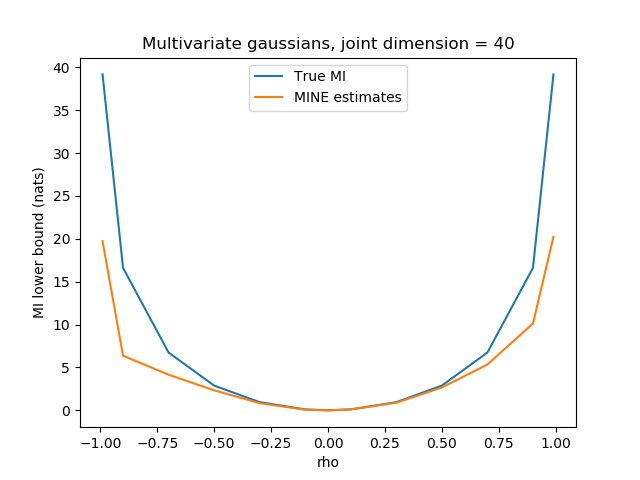 Multivariate gaussians, joint dimension = 40
True MI
MINE estimates
MI lower bound (nats)
40
35
30
25
20
15
10
5
0
−1.00 −0.75 −0.50 −0.25 0.00 0.25 0.50 0.75 1.00
rho